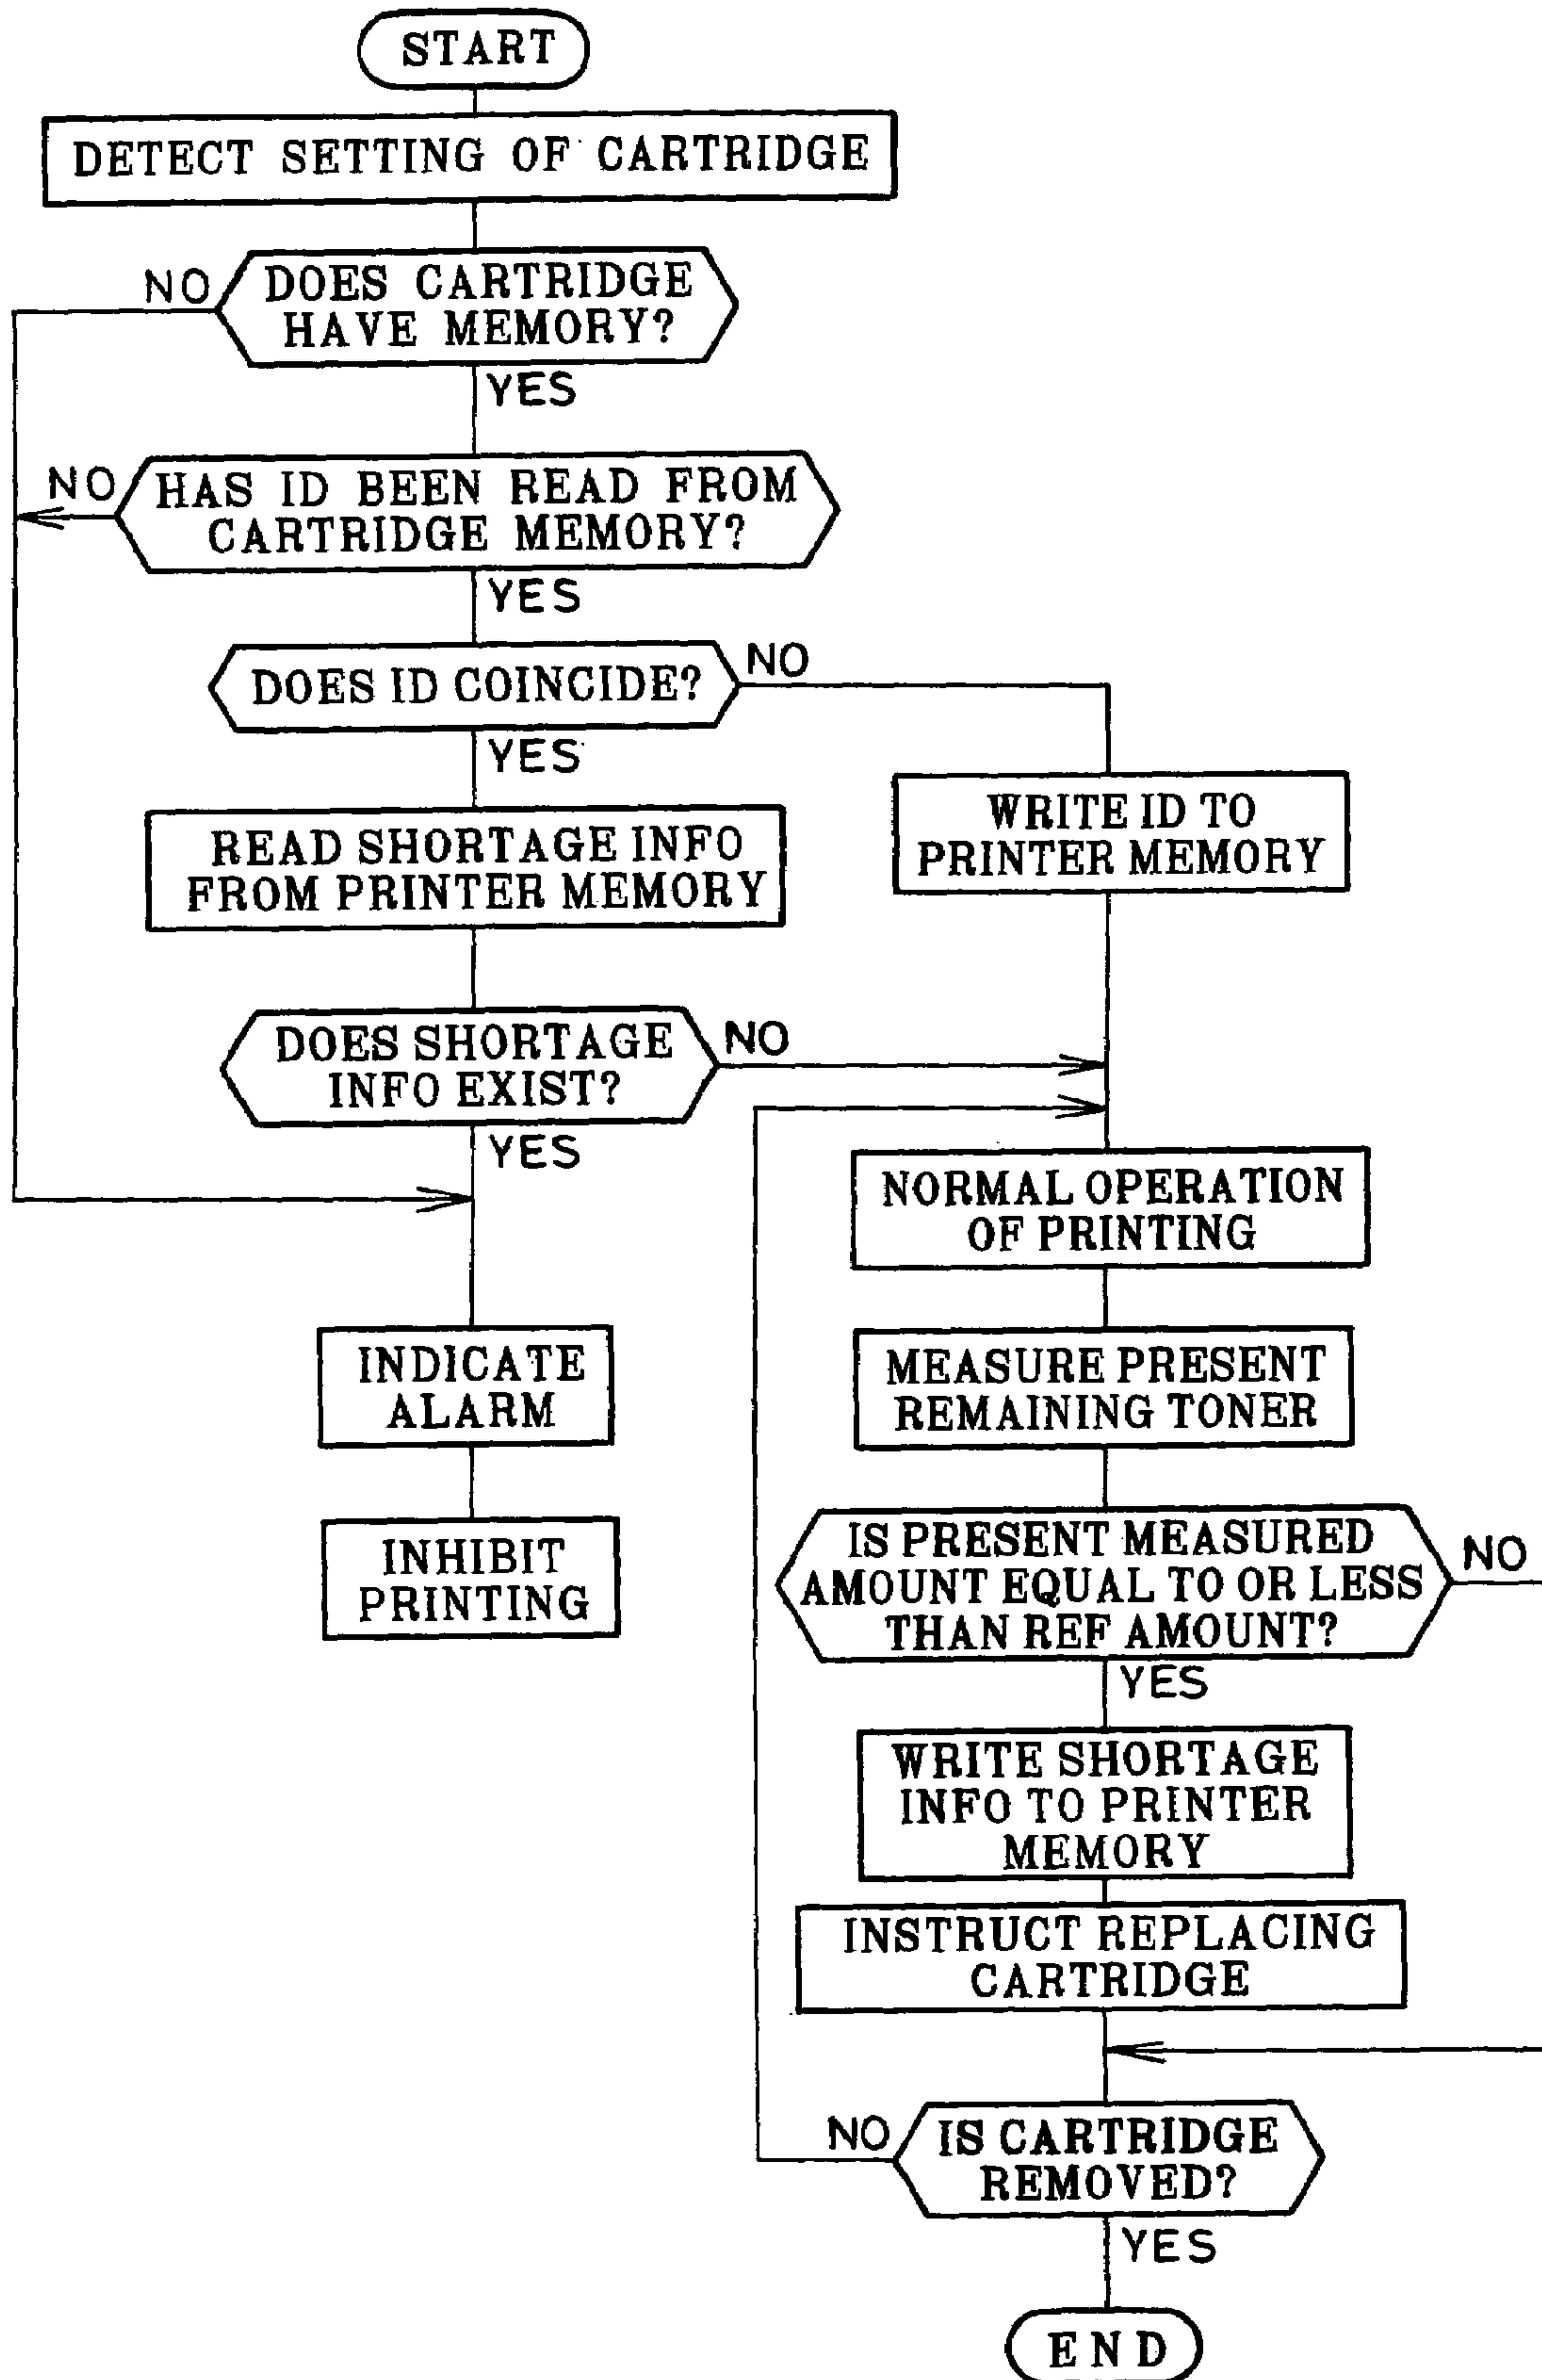 START
DETECT SETTING OF CARTRIDGE
NO
DOES CARTRIDGE
HAVE MEMORY?
YES
NO
HAS ID BEEN READ FROM
CARTRIDGE MEMORY?
YES
DOES ID COINCIDE?
NO
YES
READ SHORTAGE INFO
FROM PRINTER MEMORY
WRITE ID TO
PRINTER MEMORY
DOES SHORTAGE
INFO EXIST?
NO
YES
INDICATE
ALARM
INHIBIT
PRINTING
NORMAL OPERATION
OF PRINTING
MEASURE PRESENT
REMAINING TONER
IS PRESENT MEASURED
AMOUNT EQUAL TO OR LESS
THAN REF AMOUNT?
NO
YES
WRITE SHORTAGE
INFO TO PRINTER
MEMORY
INSTRUCT REPLACING
CARTRIDGE
NO
IS CARTRIDGE
REMOVED?
YES
END